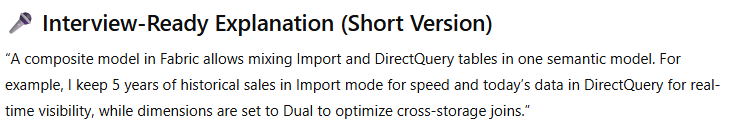 🎤 Interview-Ready Explanation (Short Version)
“A composite model in Fabric allows mixing Import and DirectQuery tables in one semantic model. For
example, I keep 5 years of historical sales in Import mode for speed and today’s data in DirectQuery for real-
time visibility, while dimensions are set to Dual to optimize cross-storage joins.”